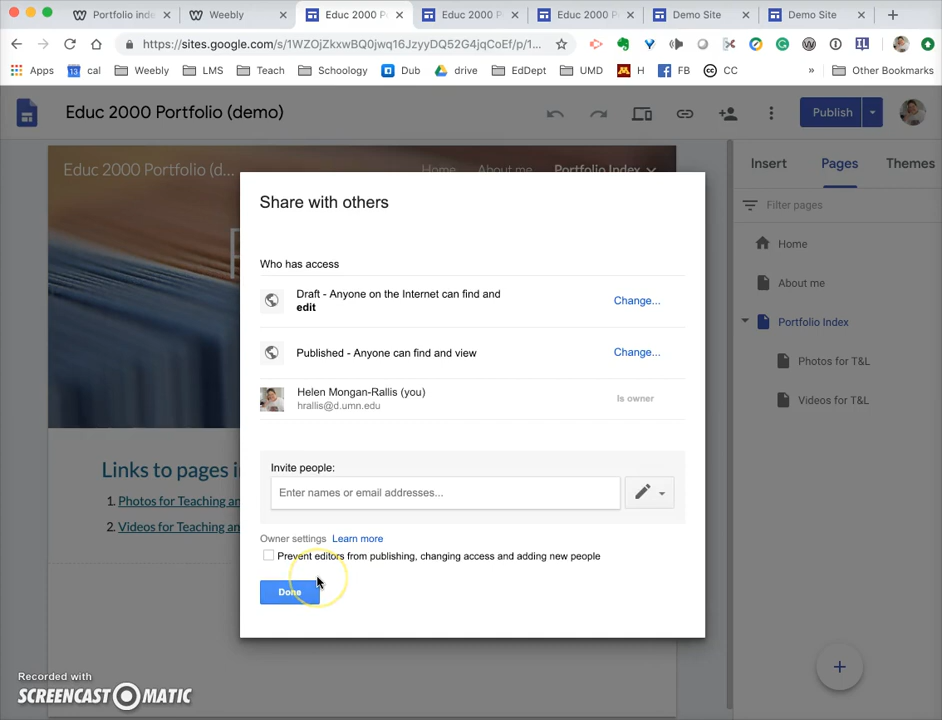 Portfolio inde
Weebly
Educ 2000 P
Educ 2000 P
Educ 2000 P
Demo Site
Demo Site
https://sites.google.com/s/1WZOjZkxwBQ0jwq16JzyyDQ52G4jqCoEf/p/1...
Apps
cal
Weebly
LMS
Teach
Schoology
Dub
drive
EdDept
UMD
H
FB
CC
»
Other Bookmarks
Educ 2000 Portfolio (demo)
Publish
Educ 2000 Portfolio (d...
Home
About me
Portfolio Index
Insert
Pages
Themes
Filter pages
Home
About me
Portfolio Index
Photos for T&L
Videos for T&L
Share with others
Who has access
Draft - Anyone on the Internet can find and
edit
Change...
Published - Anyone can find and view
Change...
Helen Mongan-Rallis (you)
hrallis@d.umn.edu
Is owner
Invite people:
Enter names or email addresses...
Owner settings Learn more
Prevent editors from publishing, changing access and adding new people
Done
Links to pages i
1. Photos for Teaching an
2. Videos for Teaching an
Recorded with
SCREENCAST MATIC